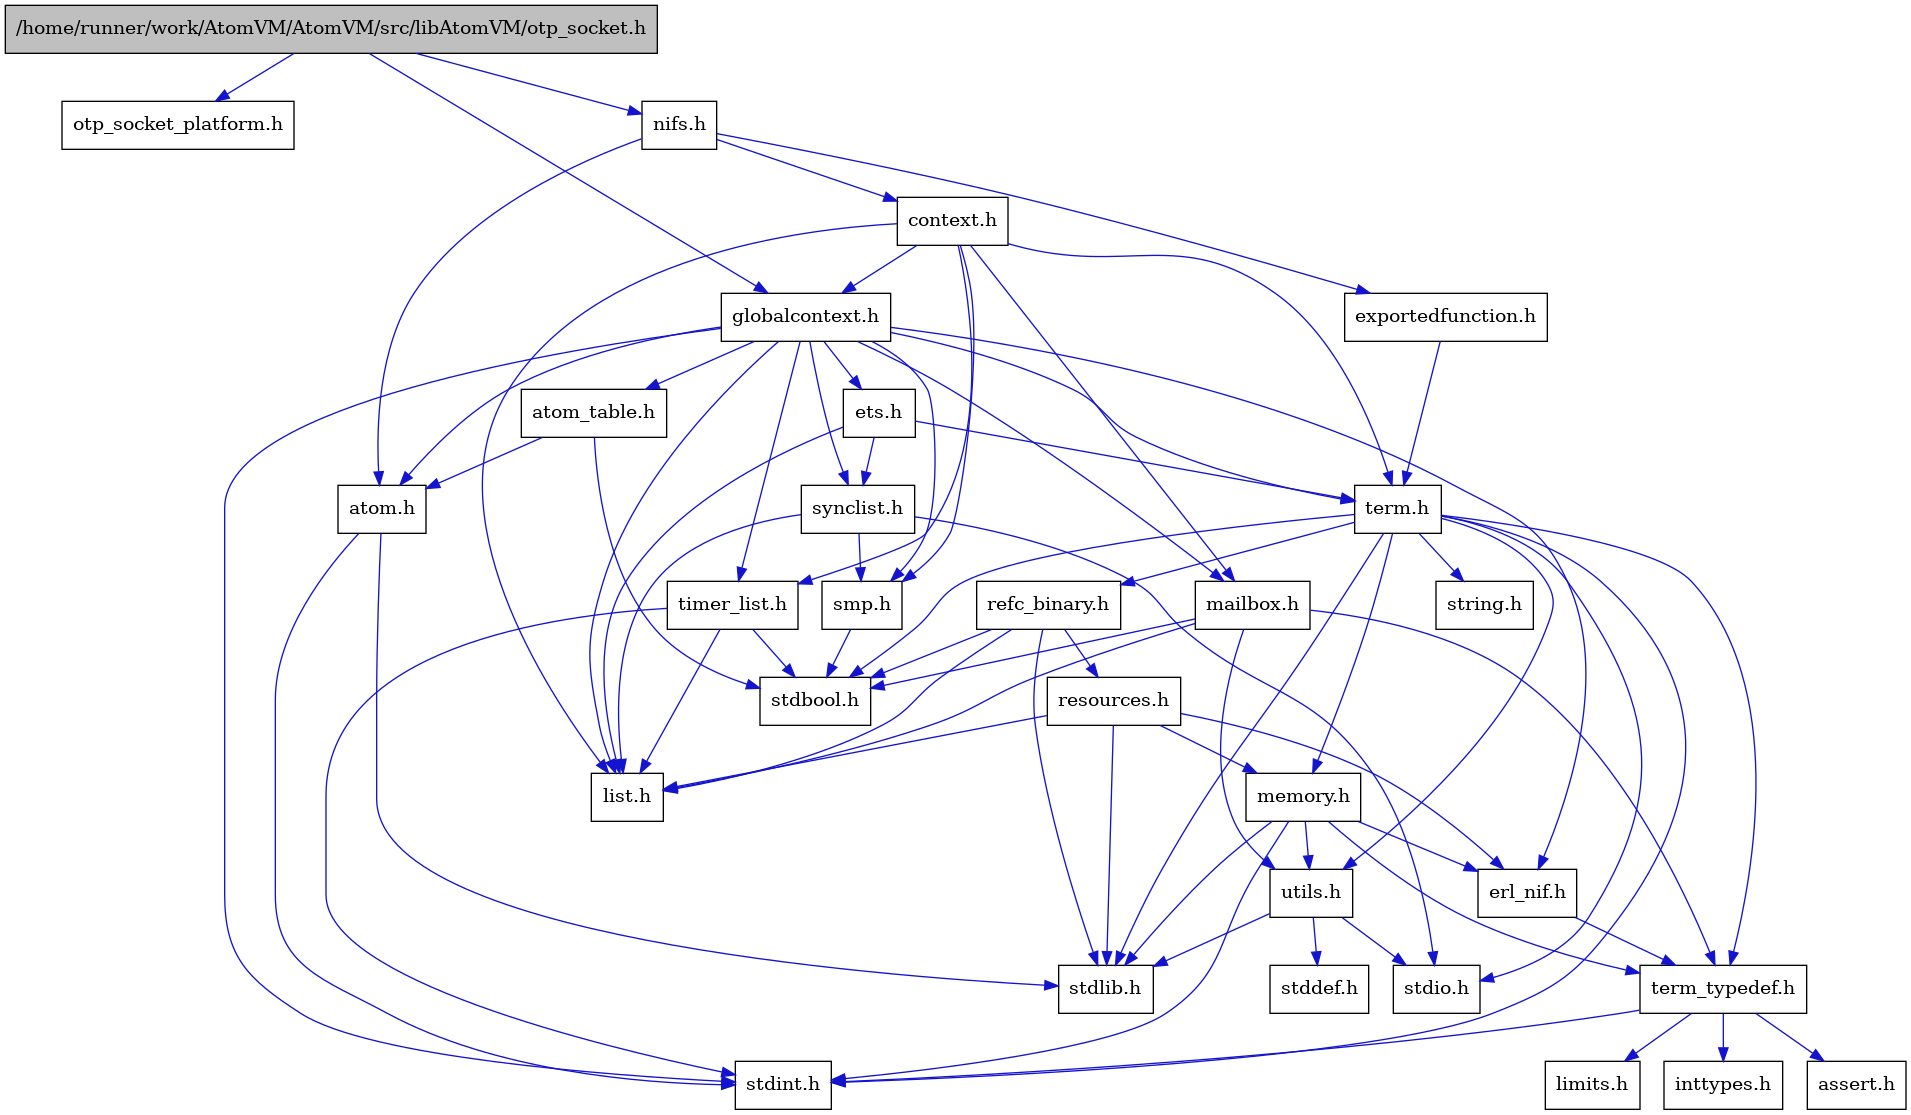 /home/runner/work/AtomVM/AtomVM/src/libAtomVM/otp_socket.h
otp_socket_platform.h
nifs.h
context.h
globalcontext.h
exportedfunction.h
atom_table.h
ets.h
atom.h
synclist.h
term.h
timer_list.h
smp.h
refc_binary.h
mailbox.h
string.h
stdbool.h
resources.h
list.h
memory.h
utils.h
erl_nif.h
stdlib.h
stddef.h
stdio.h
term_typedef.h
stdint.h
limits.h
inttypes.h
assert.h